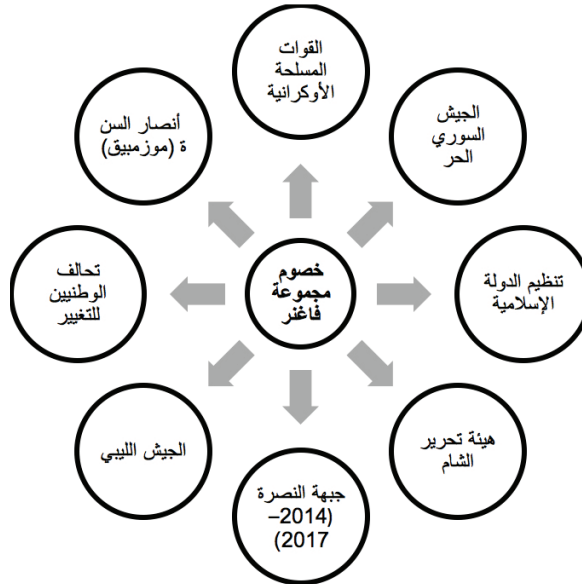 القوات
المسلحة
الأوكرانية
الجيش
السوري
الحر
تنظيم الدولة
الإسلامية
هيئة تحرير
الشام
جبهة النصرة
(2014–
2017)
الجيش الليبي
تحالف
الوطنيين
للتغيير
أنصار السن
ة (موزمبيق)
خصوم
مجموعة
فاغنر